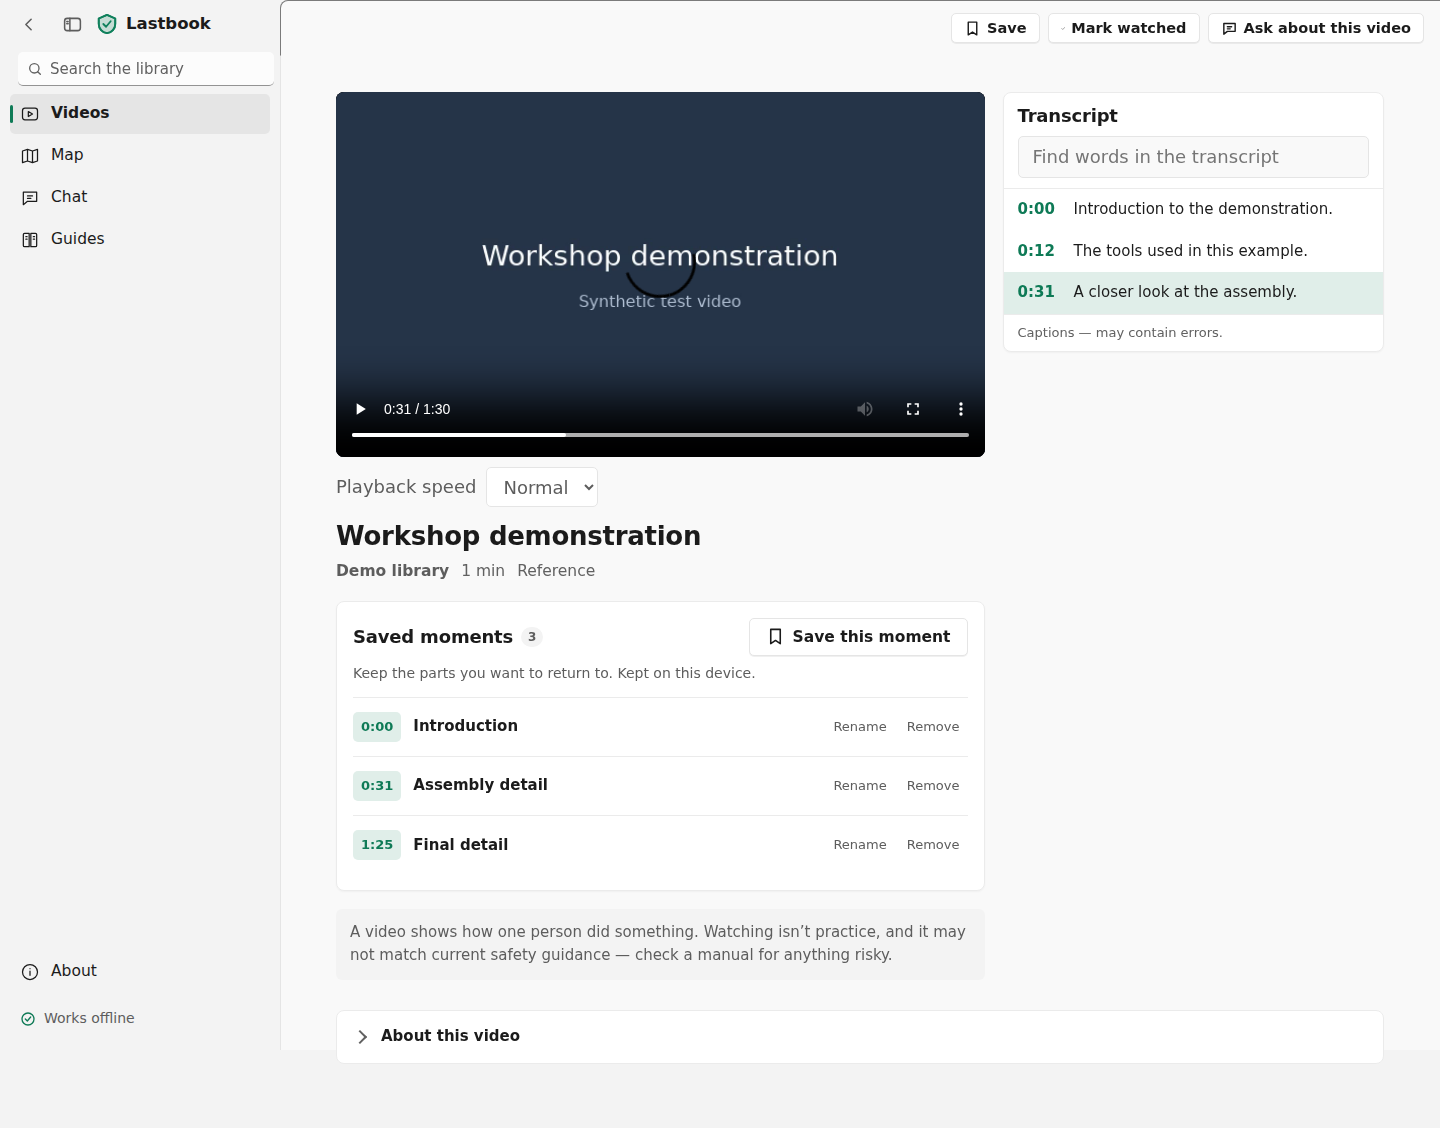 Lastbook
Search the library
Videos
Map
Chat
Guides
About
Works offline
Save
Mark watched
Ask about this video
Workshop demonstration
Synthetic test video
0:31 / 1:30
Playback speed
Normal
Workshop demonstration
Demo library 1 min Reference
Saved moments 3
Save this moment
Keep the parts you want to return to. Kept on this device.
0:00 Introduction Rename Remove
0:31 Assembly detail Rename Remove
1:25 Final detail Rename Remove
A video shows how one person did something. Watching isn’t practice, and it may
not match current safety guidance — check a manual for anything risky.
About this video
Transcript
Find words in the transcript
0:00 Introduction to the demonstration.
0:12 The tools used in this example.
0:31 A closer look at the assembly.
Captions — may contain errors.